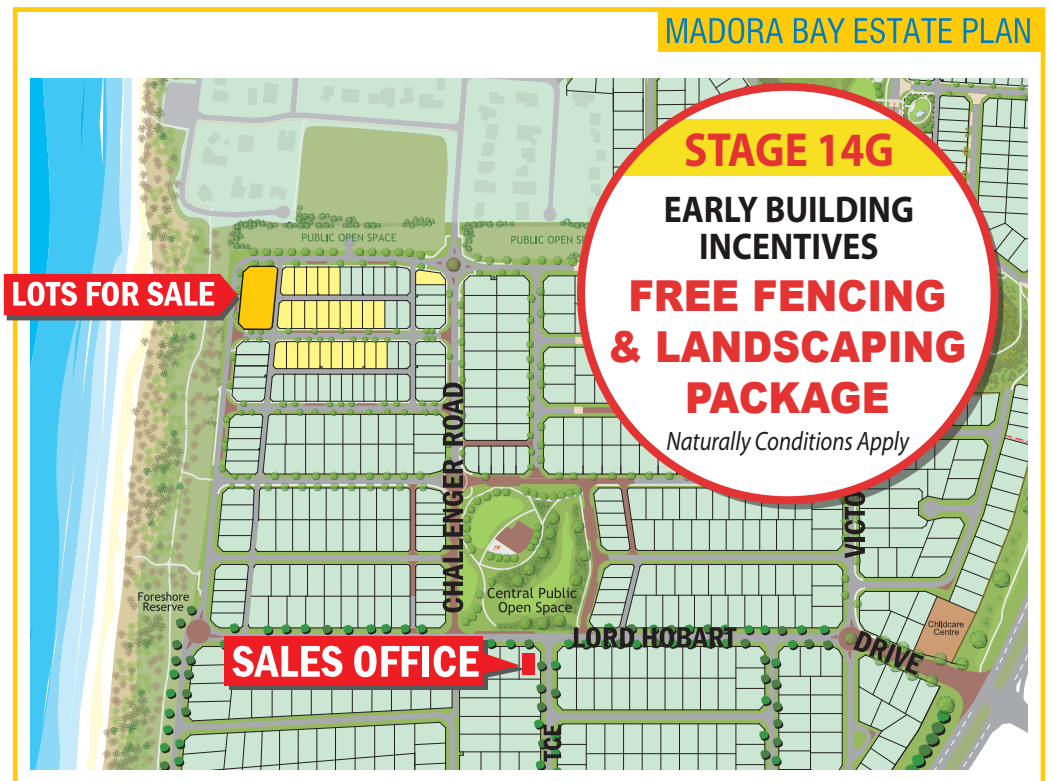 MADORA BAY ESTATE PLAN
STAGE 14G
EARLY BUILDING
INCENTIVES
FREE FENCING
& LANDSCAPING
PACKAGE
Naturally Conditions Apply
PUBLIC OPEN SPACE
PUBLIC OPEN SP
LOTS FOR SALE
CHALLENGER ROAD
VICTO
Foreshore
Reserve
Central Public
Open Space
Childcare
Centre
LORD HOBART
DRIVE
SALES OFFICE
TCE